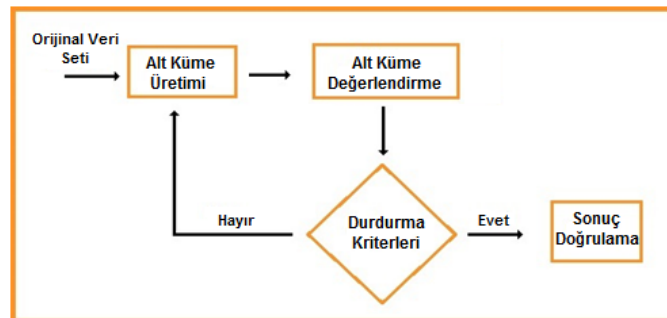 Orijinal Veri
Seti
Alt Küme
Üretimi
Alt Küme
Değerlendirme
Durdurma
Kriterleri
Hayır
Evet
Sonuç
Doğrulama